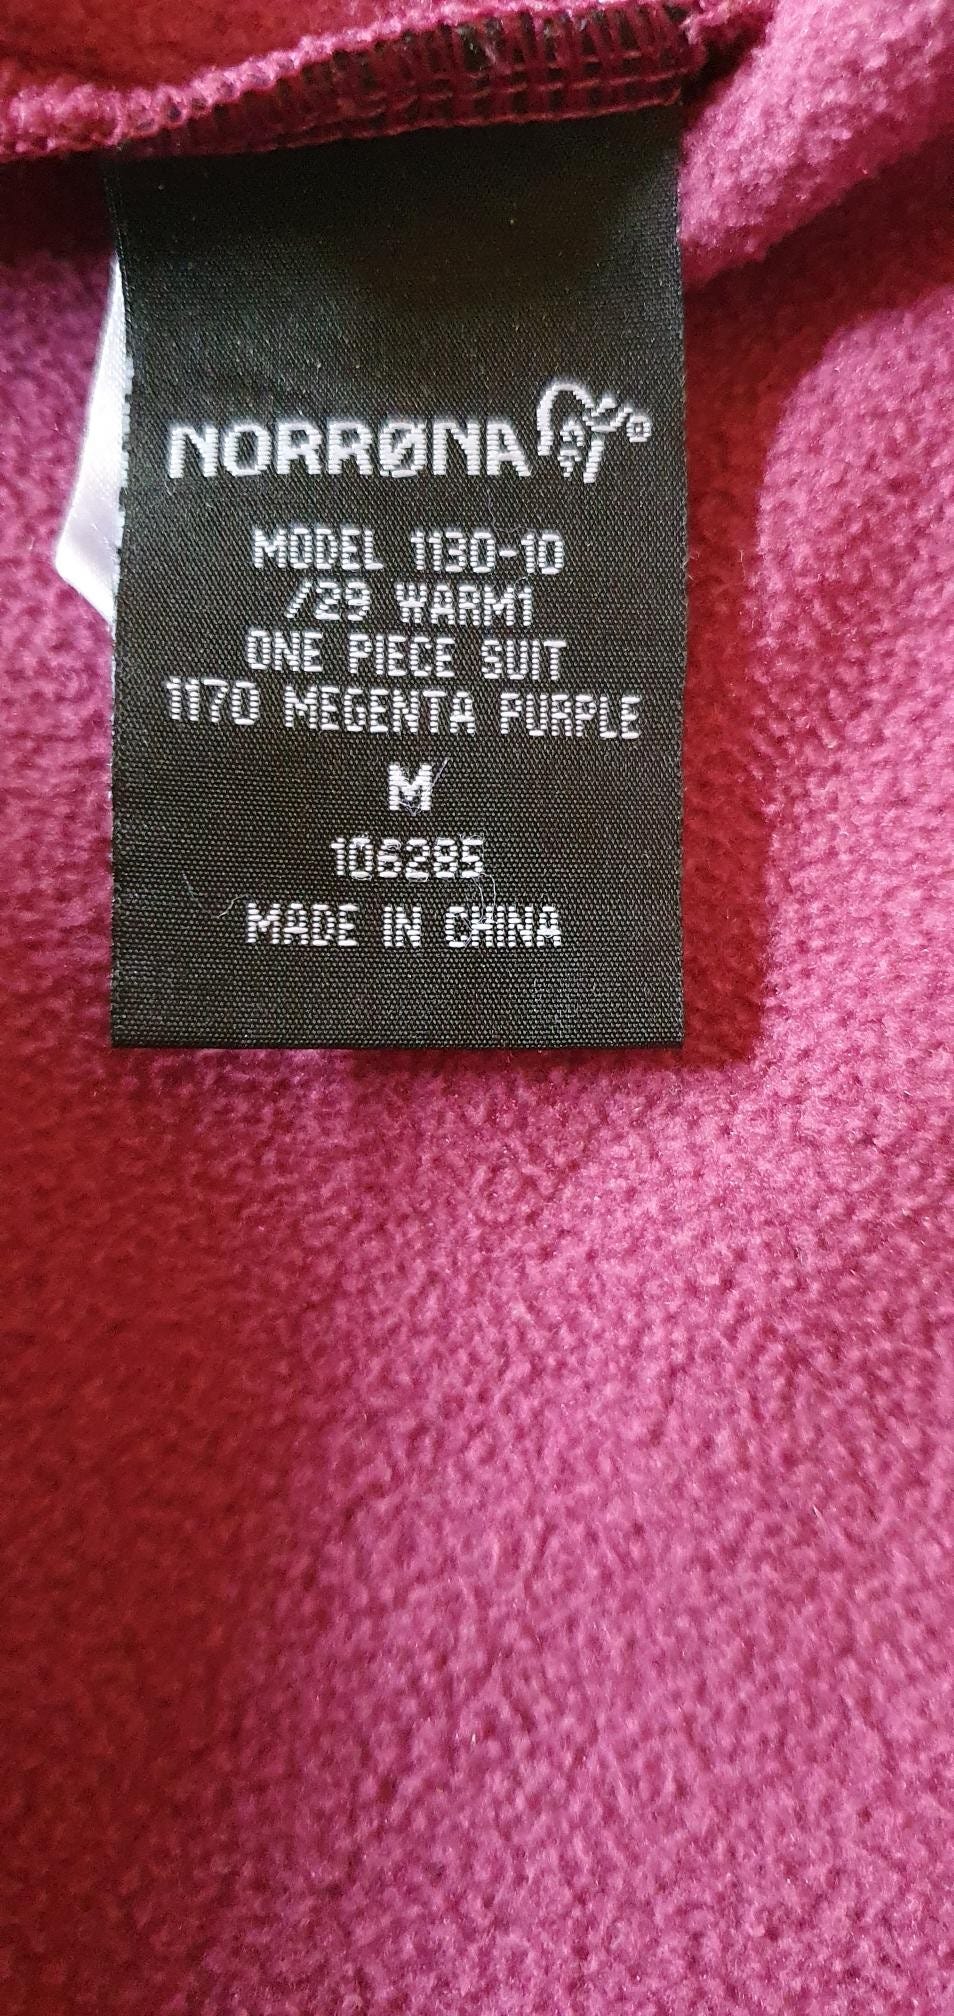 NORRØNA
MODEL 1130-10
/29 WARM1
ONE PIECE SUIT
1170 MEGENTA PURPLE
M
106285
MADE IN CHINA